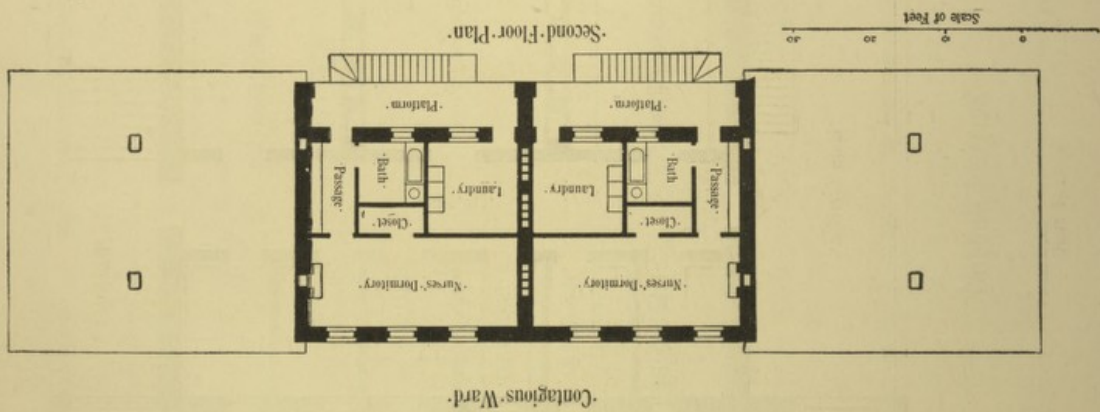 ·Contagious·Ward·
·Nurses'·Dormitory·
·Nurses'·Dormitory·
·Closet·
·Closet·
·Passage·
·Bath·
·Laundry·
·Laundry·
·Bath·
·Passage·
·Platform·
·Platform·
·Second·Floor·Plan·
0 10 20 30
Scale of Feet